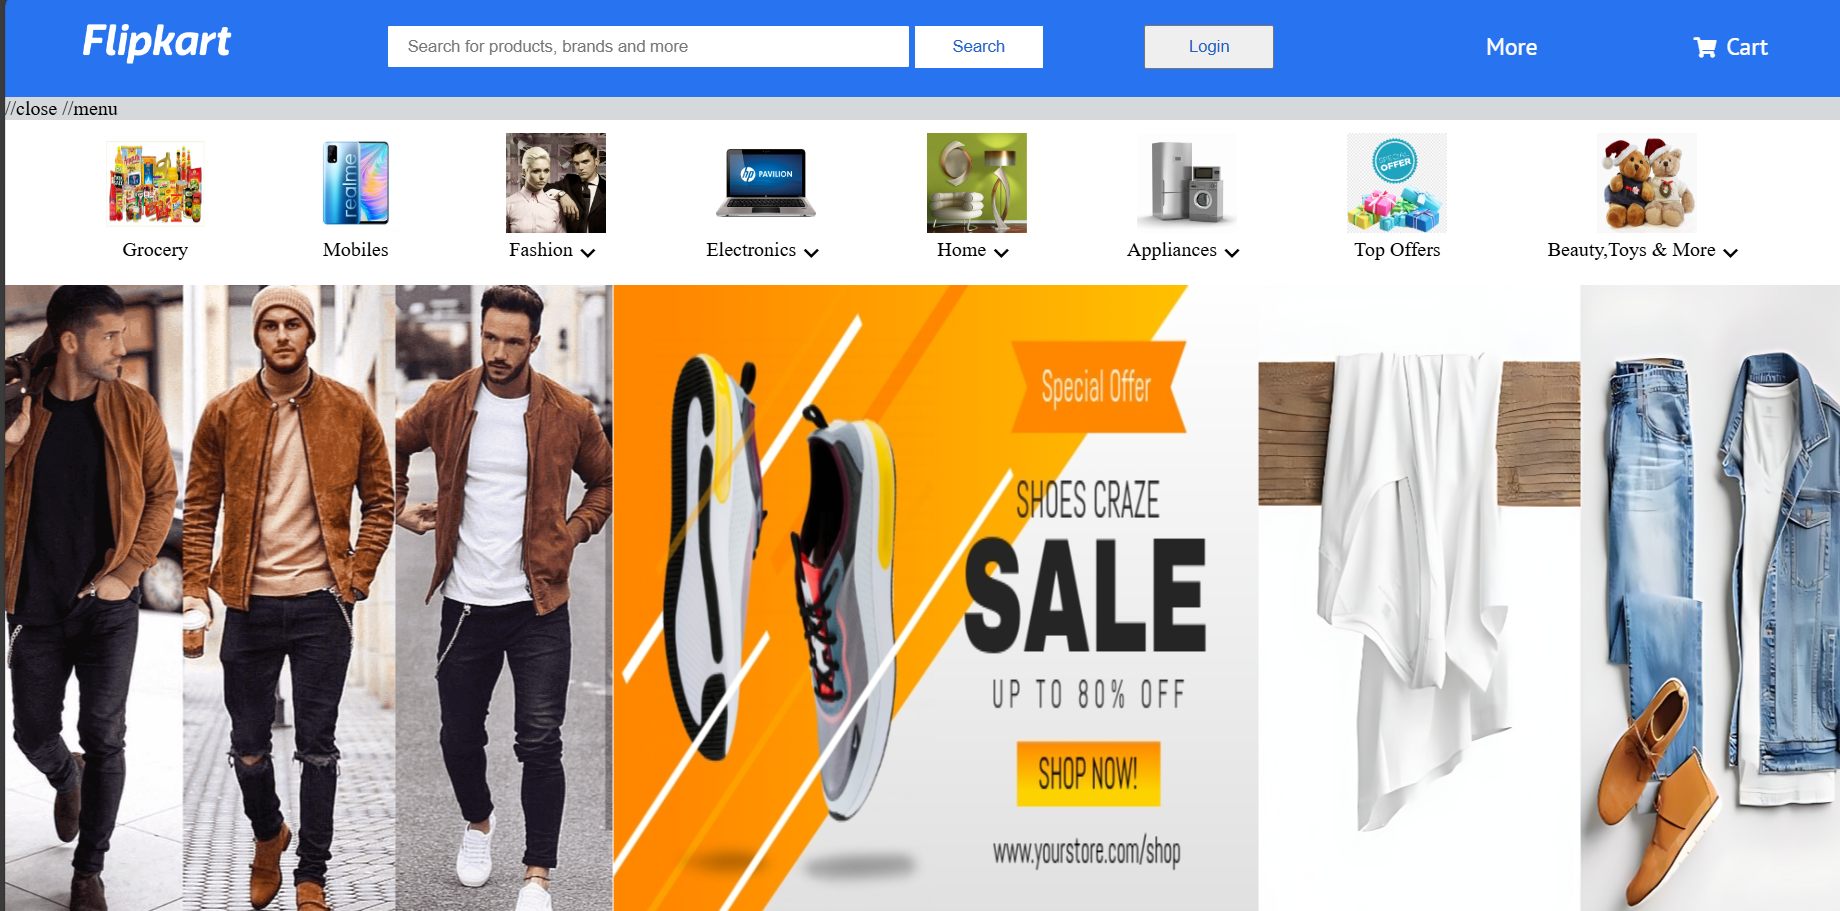 Flipkart
Search for products, brands and more
Search
Login
More
Cart
//close //menu
realme
hp PAVILION
SPECIAL
OFFER
Grocery
Mobiles
Fashion
Electronics
Home
Appliances
Top Offers
Beauty,Toys & More
Special Offer
SHOES CRAZE
SALE
UP TO 80% OFF
SHOP NOW!
www.yourstore.com/shop